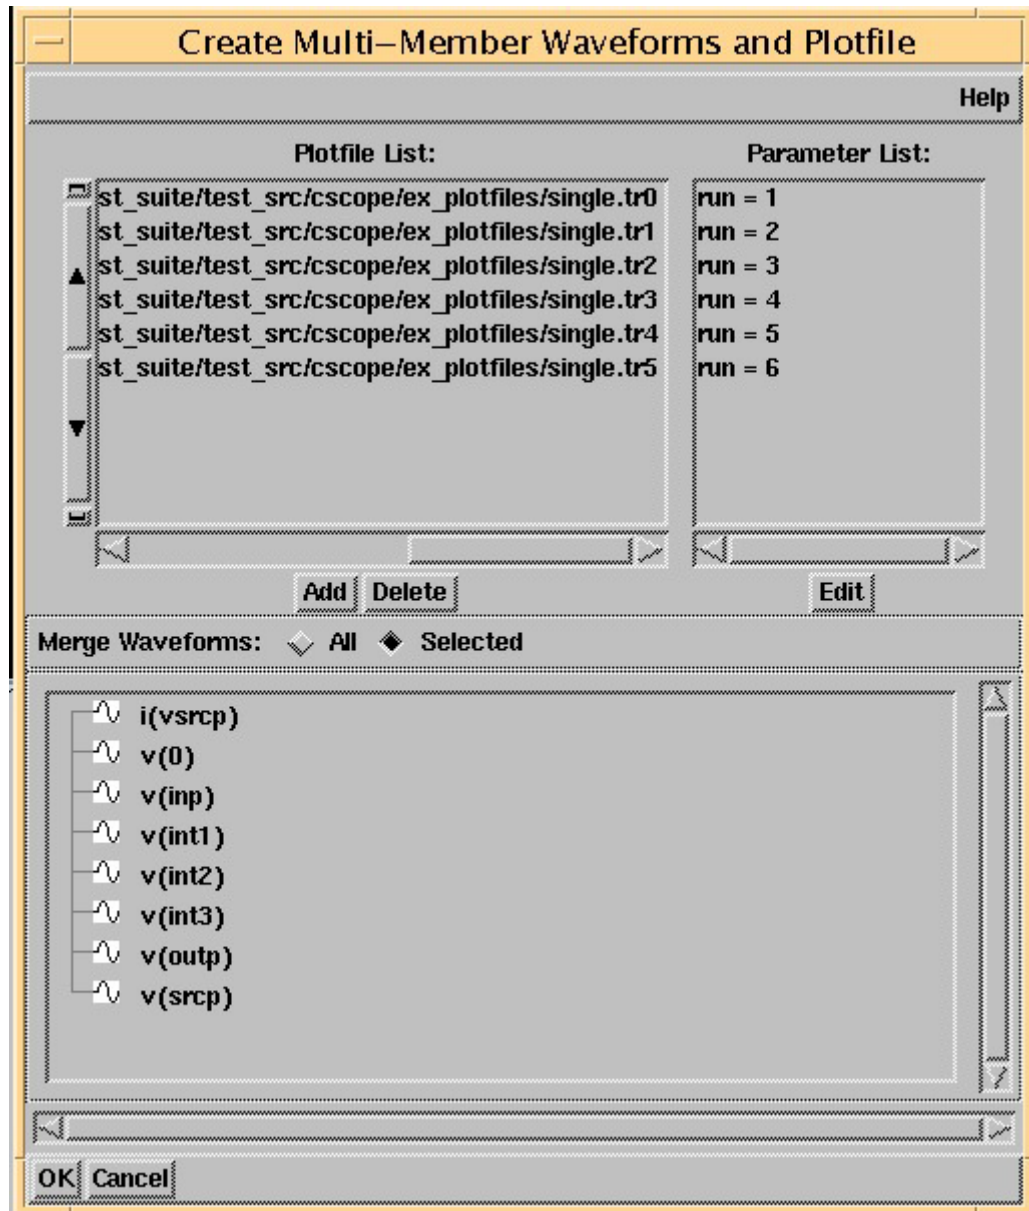 Create Multi–Member Waveforms and Plotfile
Help
Plotfile List:
Parameter List:
st_suite/test_src/cscope/ex_plotfiles/single.tr0
run = 1
st_suite/test_src/cscope/ex_plotfiles/single.tr1
run = 2
st_suite/test_src/cscope/ex_plotfiles/single.tr2
run = 3
st_suite/test_src/cscope/ex_plotfiles/single.tr3
run = 4
st_suite/test_src/cscope/ex_plotfiles/single.tr4
run = 5
st_suite/test_src/cscope/ex_plotfiles/single.tr5
run = 6
Add Delete
Edit
Merge Waveforms: All Selected
i(vsrcp)
v(0)
v(inp)
v(int1)
v(int2)
v(int3)
v(outp)
v(srcp)
OK Cancel